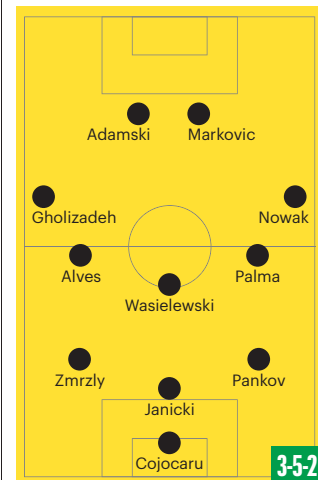 Adamski Markovic
Gholizadeh Nowak
Alves Palma
Wasielewski
Zmrzly Pankov
Janicki
Cojocaru
3-5-2